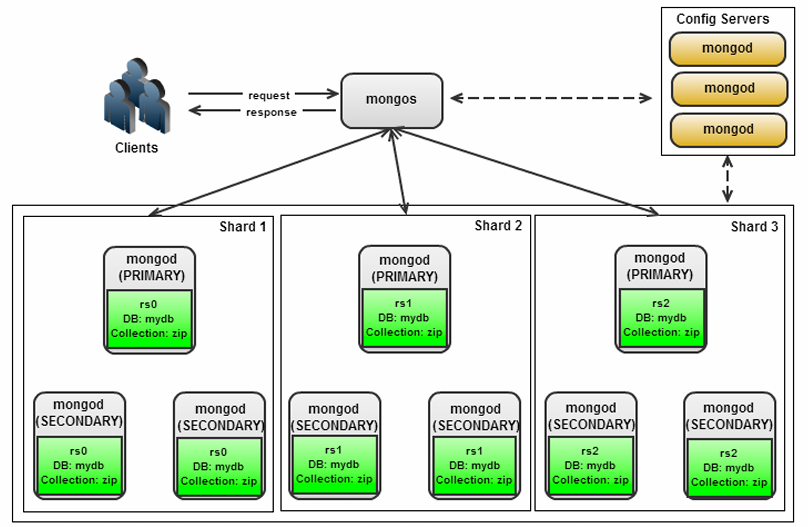 Config Servers
mongod
mongod
mongod
request
response
mongos
Clients
Shard 1
Shard 2
Shard 3
mongod
(PRIMARY)
rs0
DB: mydb
Collection: zip
mongod
(PRIMARY)
rs1
DB: mydb
Collection: zip
mongod
(PRIMARY)
rs2
DB: mydb
Collection: zip
mongod
(SECONDARY)
rs0
DB: mydb
Collection: zip
mongod
(SECONDARY)
rs0
DB: mydb
Collection: zip
mongod
(SECONDARY)
rs1
DB: mydb
Collection: zip
mongod
(SECONDARY)
rs1
DB: mydb
Collection: zip
mongod
(SECONDARY)
rs2
DB: mydb
Collection: zip
mongod
(SECONDARY)
rs2
DB: mydb
Collection: zip